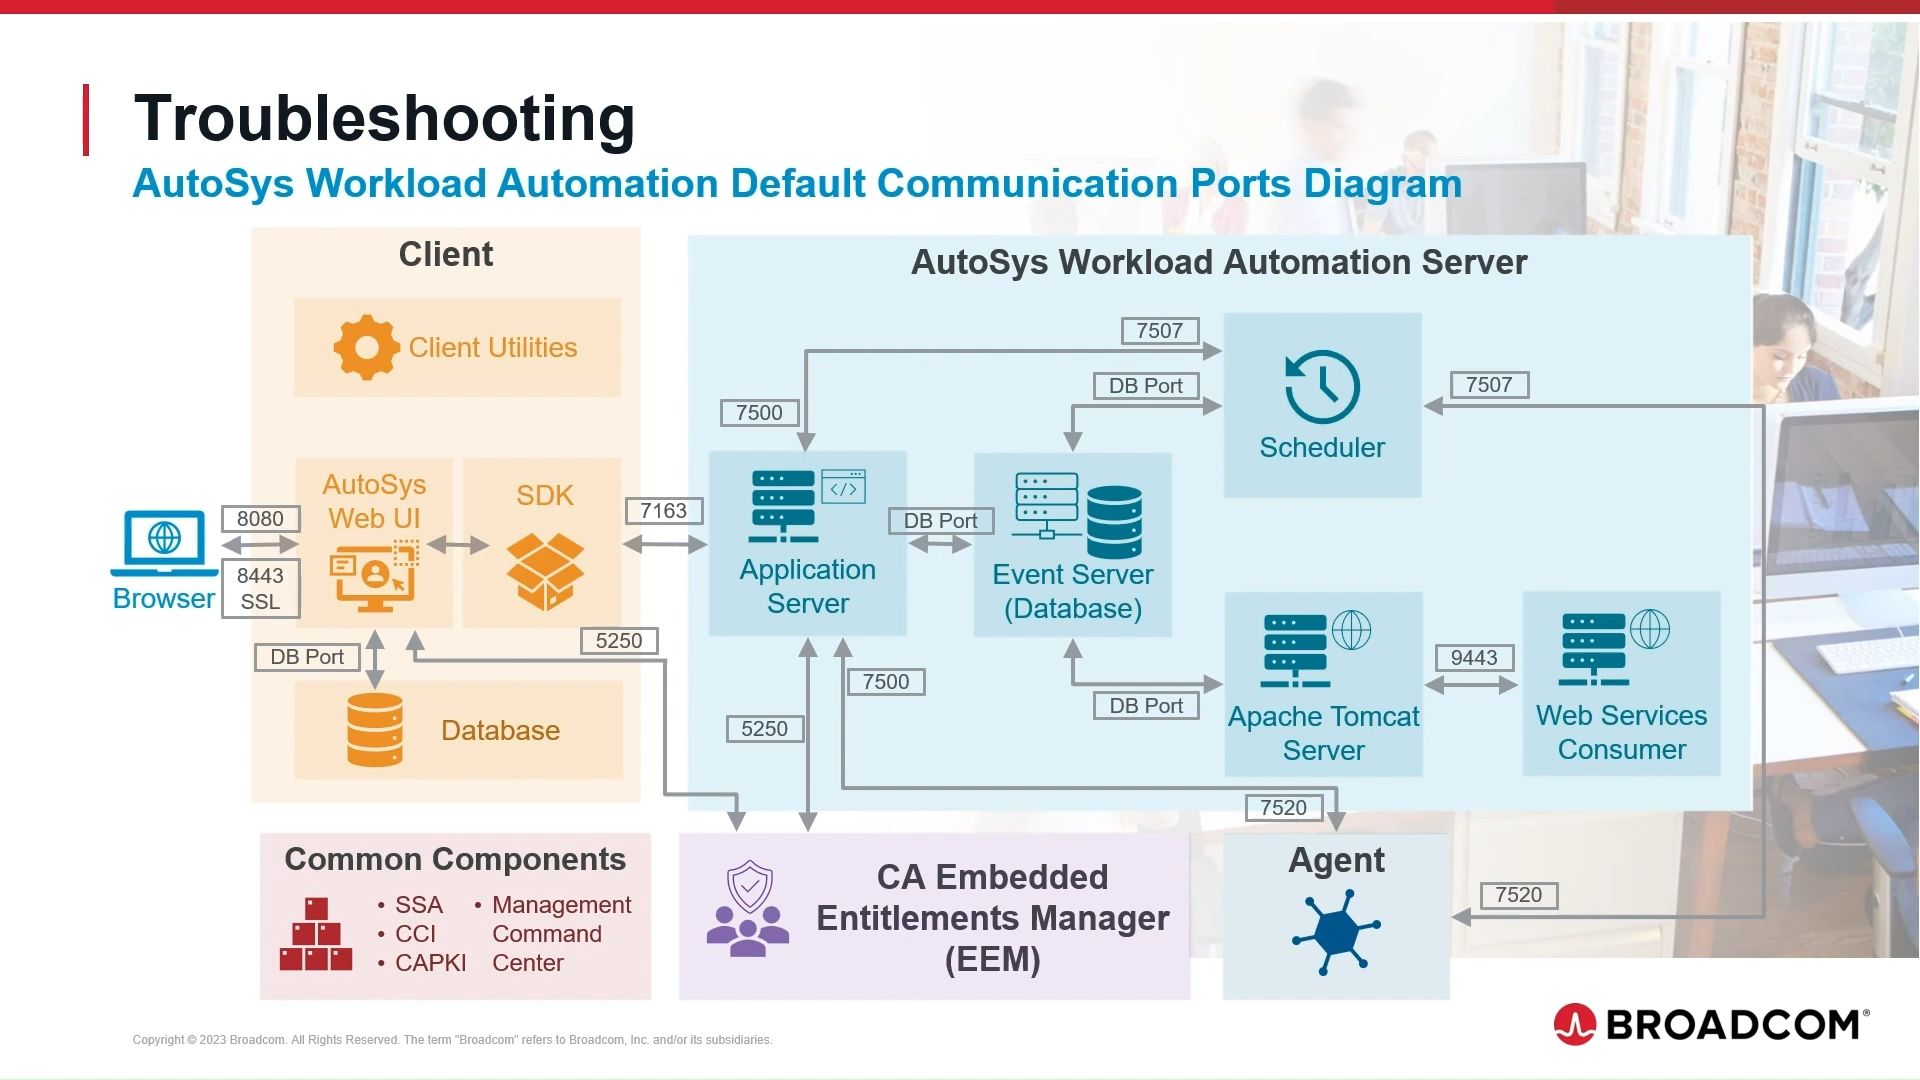 Troubleshooting
AutoSys Workload Automation Default Communication Ports Diagram
Client
Client Utilities
AutoSys
Web UI
SDK
8080
8443
SSL
Browser
DB Port
5250
Database
7163
AutoSys Workload Automation Server
7507
DB Port
7500
Scheduler
7507
Application
Server
DB Port
Event Server
(Database)
7500
5250
DB Port
Apache Tomcat
Server
9443
Web Services
Consumer
7520
Common Components
• SSA
• CCI
• CAPKI
• Management
Command
Center
CA Embedded
Entitlements Manager
(EEM)
Agent
7520
Copyright © 2023 Broadcom. All Rights Reserved. The term "Broadcom" refers to Broadcom, Inc. and/or its subsidiaries.
BROADCOM®